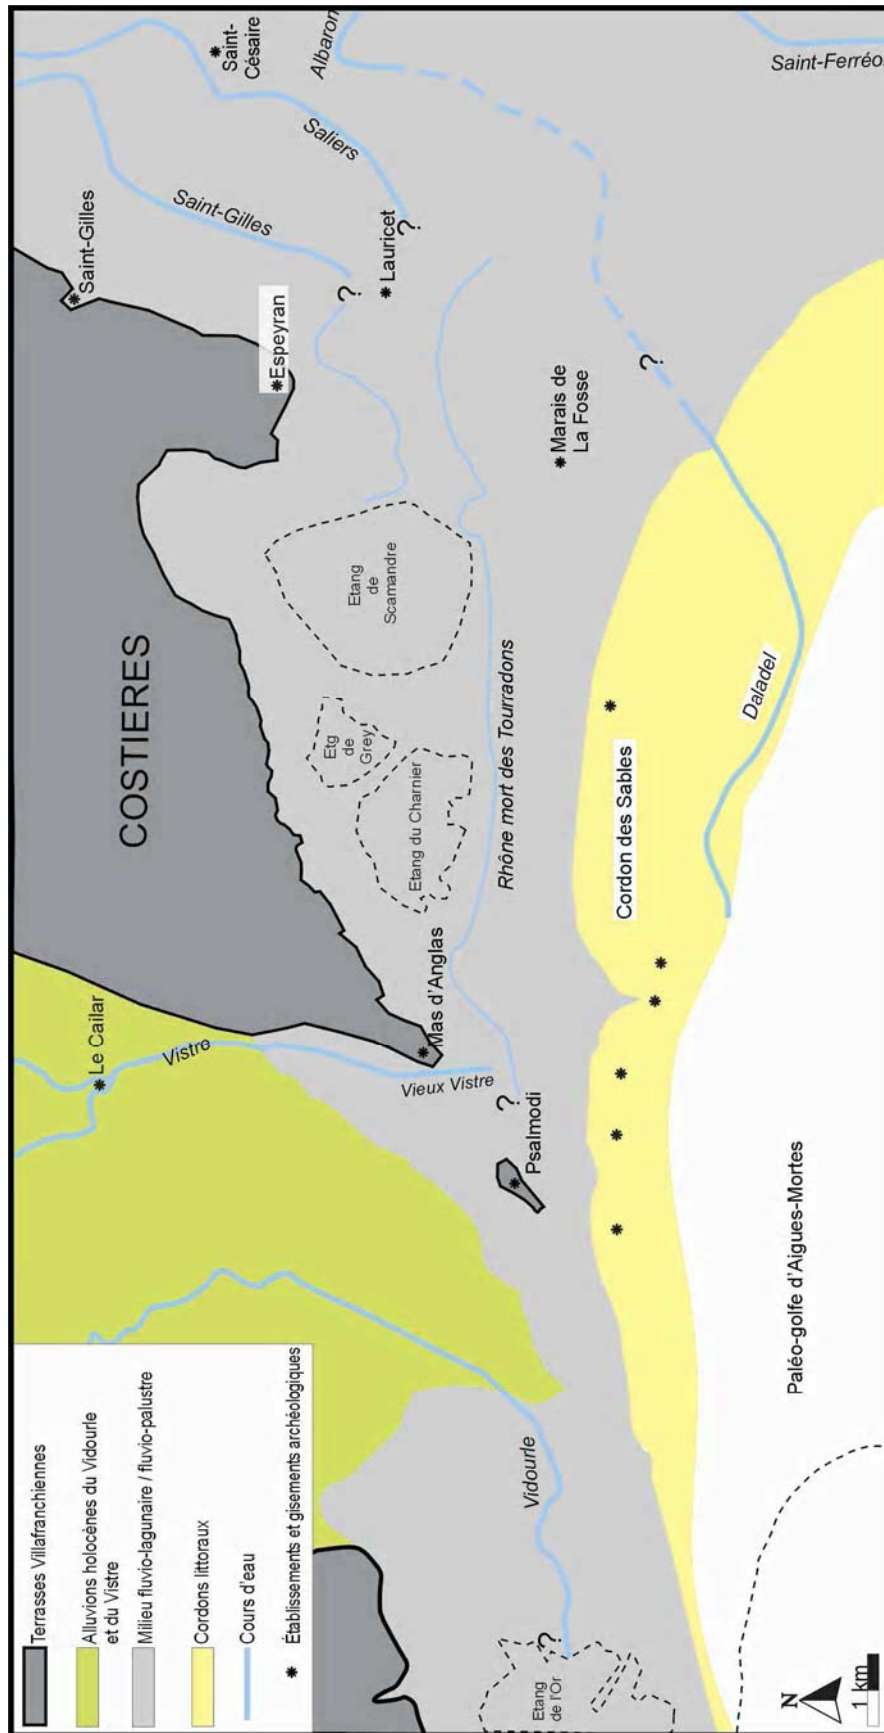 Terrasses Villafranchiennes
Alluvions holocènes du Vidourle
et du Vistre
Milieu fluvio-lagunaire / fluvio-palustre
Cordons littoraux
Cours d'eau
Établissements et gisements archéologiques
COSTIERES
Le Cailar
Vistre
Vieux Vistre
Mas d'Anglas
Psalmodi
?
Vidourle
?
Etang
de l'Or
N
1 km
Etang du Charnier
Etg
de
Grey
Etang
de
Scamandre
Rhône mort des Tourradons
Saint-Gilles
Espeyran
Saint-Gilles
?
Lauricet
?
Saliers
Saint-
Césaire
Albaron
Saint-Ferréo
Marais de
La Fosse
?
Cordon des Sables
Daladel
Paléo-golfe d'Aigues-Mortes